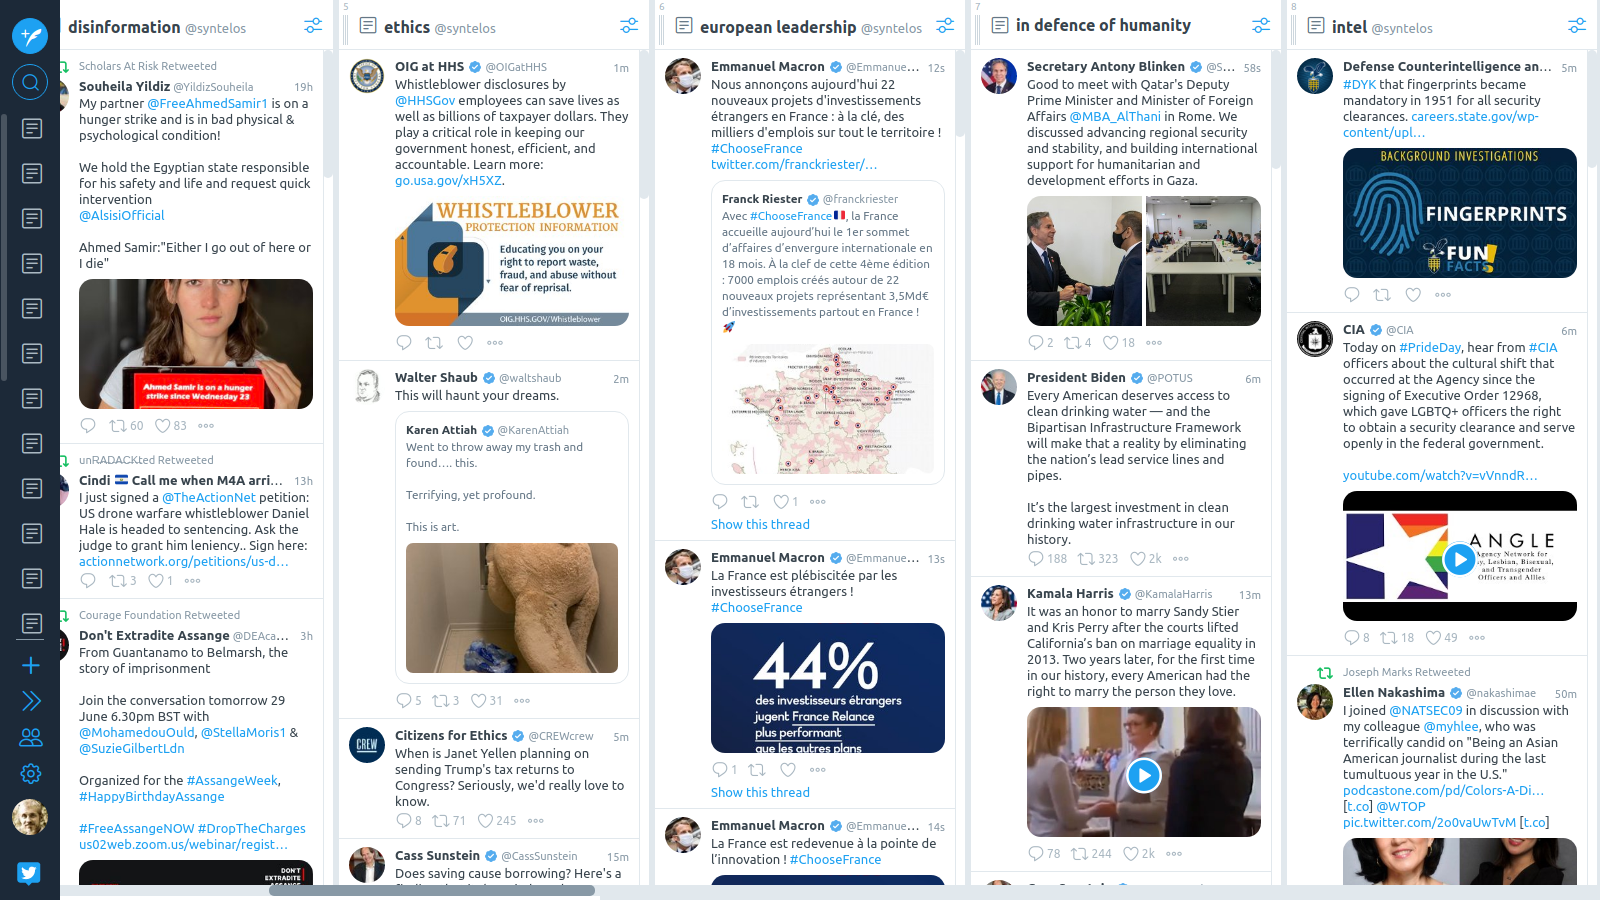 disinformation @syntelos
Scholars At Risk Retweeted
Souheila Yildiz @YildizSouheila 19h
My partner @FreeAhmedSamir1 is on a
hunger strike and is in bad physical &
psychological condition!
We hold the Egyptian state responsible
for his safety and life and request quick
intervention
@AlsisiOfficial
Ahmed Samir:"Either I go out of here or
I die"
Ahmed Samir is on a hunger
strike since Wednesday 23
60 83
unRADACKted Retweeted
Cindi Call me when M4A arri... 13h
I just signed a @TheActionNet petition:
US drone warfare whistleblower Daniel
Hale is headed to sentencing. Ask the
judge to grant him leniency.. Sign here:
actionnetwork.org/petitions/us-d…
3 1
Courage Foundation Retweeted
Don't Extradite Assange @DEAca... 3h
From Guantanamo to Belmarsh, the
story of imprisonment
Join the conversation tomorrow 29
June 6.30pm BST with
@MohamedouOuld, @StellaMoris1 &
@SuzieGilbertLdn
Organized for the #AssangeWeek,
#HappyBirthdayAssange
#FreeAssangeNOW #DropTheCharges
us02web.zoom.us/webinar/regist…
DON'T
EXTRADITE
ASSANGE
5
ethics @syntelos
OIG at HHS @OIGatHHS 1m
Whistleblower disclosures by
@HHSGov employees can save lives as
well as billions of taxpayer dollars. They
play a critical role in keeping our
government honest, efficient, and
accountable. Learn more:
go.usa.gov/xH5XZ.
WHISTLEBLOWER
PROTECTION INFORMATION
Educating you on your
right to report waste,
fraud, and abuse without
fear of reprisal.
OIG.HHS.GOV/Whistleblower
Walter Shaub @waltshaub 2m
This will haunt your dreams.
Karen Attiah @KarenAttiah
Went to throw away my trash and
found…. this.
Terrifying, yet profound.
This is art.
5 3 31
Citizens for Ethics @CREWcrew 5m
CREW
When is Janet Yellen planning on
sending Trump's tax returns to
Congress? Seriously, we'd really love to
know.
8 71 245
Cass Sunstein @CassSunstein 15m
Does saving cause borrowing? Here's a
6
european leadership @syntelos
Emmanuel Macron @Emmanue... 12s
Nous annonçons aujourd'hui 22
nouveaux projets d'investissements
étrangers en France : à la clé, des
milliers d'emplois sur tout le territoire !
#ChooseFrance
twitter.com/franckriester/…
Franck Riester @franckriester
Avec #ChooseFrance, la France
accueille aujourd'hui le 1er sommet
d'affaires d'envergure internationale en
18 mois. À la clef de cette 4ème édition
: 7000 emplois créés autour de 22
nouveaux projets représentant 3,5Md€
d'investissements partout en France !
1
Show this thread
Emmanuel Macron @Emmanue... 13s
La France est plébiscitée par les
investisseurs étrangers !
#ChooseFrance
44%
des investisseurs étrangers
jugent France Relance
plus performant
que les autres plans
1
Show this thread
Emmanuel Macron @Emmanue... 14s
La France est redevenue à la pointe de
l'innovation ! #ChooseFrance
7
in defence of humanity
Secretary Antony Blinken @S... 58s
Good to meet with Qatar's Deputy
Prime Minister and Minister of Foreign
Affairs @MBA_AlThani in Rome. We
discussed advancing regional security
and stability, and building international
support for humanitarian and
development efforts in Gaza.
2 4 18
President Biden @POTUS 6m
Every American deserves access to
clean drinking water — and the
Bipartisan Infrastructure Framework
will make that a reality by eliminating
the nation's lead service lines and
pipes.
It's the largest investment in clean
drinking water infrastructure in our
history.
188 323 2k
Kamala Harris @KamalaHarris 13m
It was an honor to marry Sandy Stier
and Kris Perry after the courts lifted
California's ban on marriage equality in
2013. Two years later, for the first time
in our history, every American had the
right to marry the person they love.
78 244 2k
8
intel @syntelos
Defense Counterintelligence an... 5m
#DYK that fingerprints became
mandatory in 1951 for all security
clearances. careers.state.gov/wp-
content/upl…
BACKGROUND INVESTIGATIONS
FINGERPRINTS
FUN
FACTS!
CIA @CIA 6m
Today on #PrideDay, hear from #CIA
officers about the cultural shift that
occurred at the Agency since the
signing of Executive Order 12968,
which gave LGBTQ+ officers the right
to obtain a security clearance and serve
openly in the federal government.
youtube.com/watch?v=vVnndR…
ANGLE
Agency Network for
Lesbian, Bisexual,
and Transgender
Officers and Allies
8 18 49
Joseph Marks Retweeted
Ellen Nakashima @nakashimae 50m
I joined @NATSEC09 in discussion with
my colleague @myhlee, who was
terrifically candid on "Being an Asian
American journalist during the last
tumultuous year in the U.S."
podcastone.com/pd/Colors-A-Di…
[t.co] @WTOP
pic.twitter.com/2o0vaUwTvM [t.co]